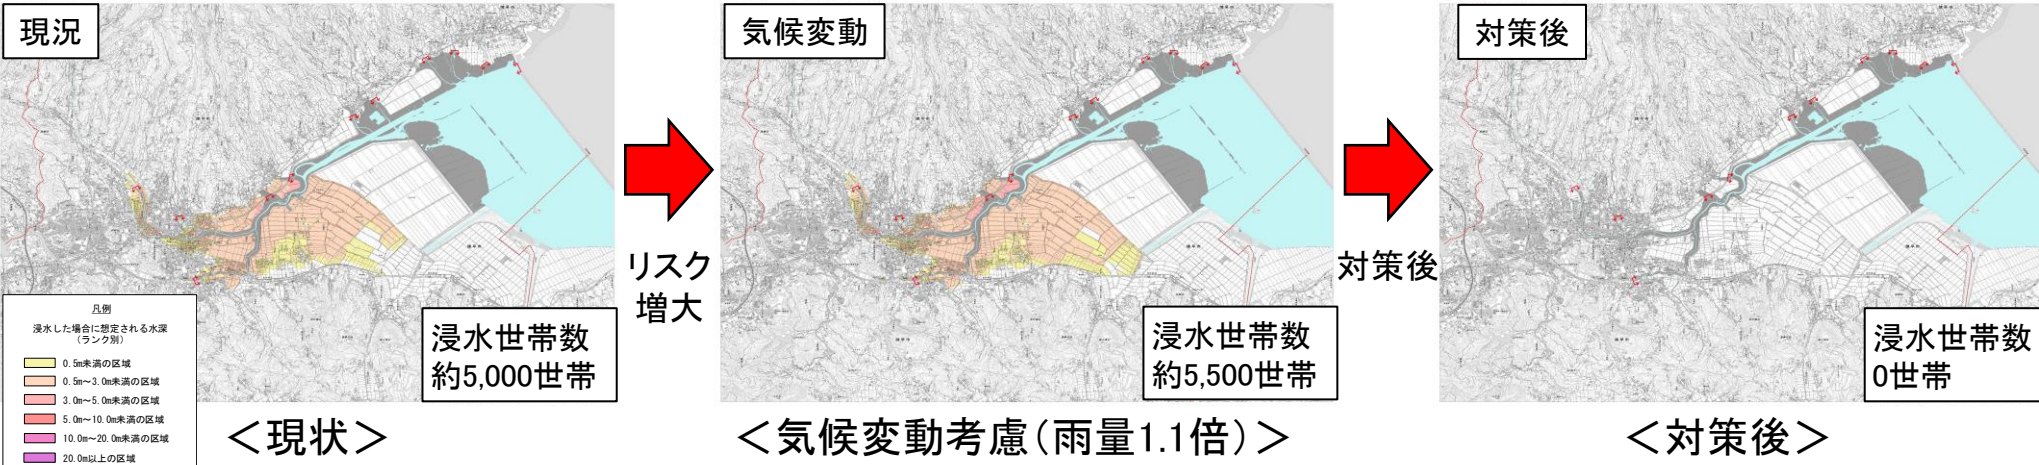 現況
気候変動
対策後
リスク
増大
対策後
浸水世帯数
約5,000世帯
浸水世帯数
約5,500世帯
浸水世帯数
0世帯
凡例
浸水した場合に想定される水深
(ランク別)
0.5m未満の区域
0.5m～3.0m未満の区域
3.0m～5.0m未満の区域
5.0m～10.0m未満の区域
10.0m～20.0m未満の区域
20.0m以上の区域
＜現状＞
＜気候変動考慮(雨量1.1倍)＞
＜対策後＞